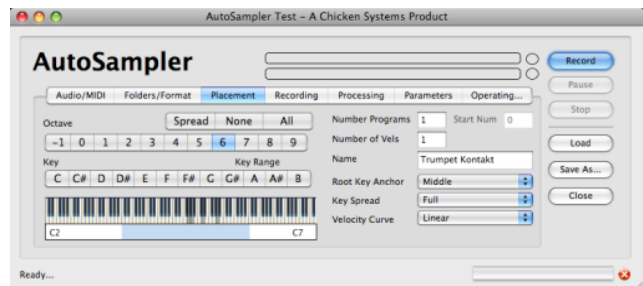 AutoSampler Test - A Chicken Systems Product
AutoSampler
Record
Pause
Stop
Load
Save As...
Close
Audio/MIDI Folders/Format Placement Recording Processing Parameters Operating...
Octave Spread None All
-1 0 1 2 3 4 5 6 7 8 9
Key Key Range
C C# D D# E F F# G G# A A# B
C2 C7
Number Programs 1 Start Num 0
Number of Vels 1
Name Trumpet Kontakt
Root Key Anchor Middle
Key Spread Full
Velocity Curve Linear
Ready...